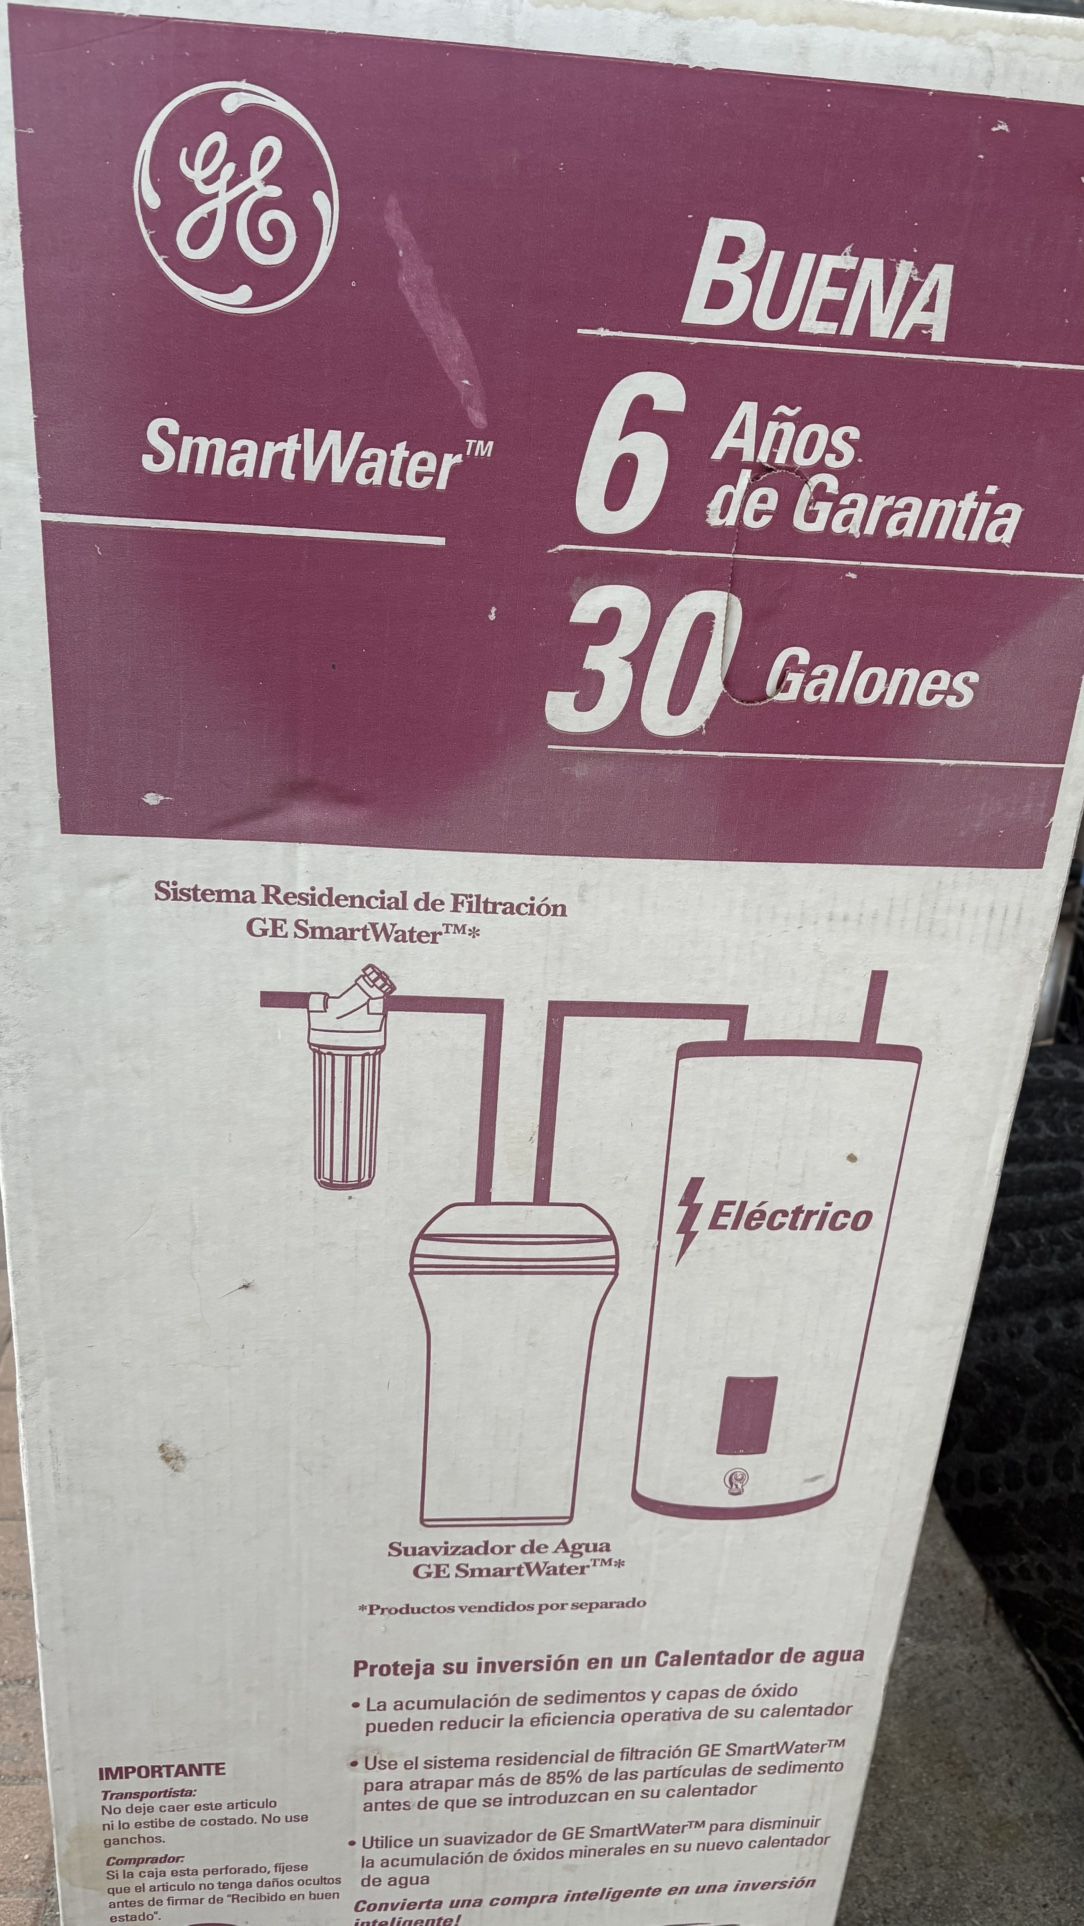 GE
SmartWater™
BUENA
6 Años
de Garantia
30 Galones
Sistema Residencial de Filtración
GE SmartWater™*
Eléctrico
Suavizador de Agua
GE SmartWater™*
*Productos vendidos por separado
Proteja su inversión en un Calentador de agua
• La acumulación de sedimentos y capas de óxido
pueden reducir la eficiencia operativa de su calentador
• Use el sistema residencial de filtración GE SmartWater™
para atrapar más de 85% de las partículas de sedimento
antes de que se introduzcan en su calentador
• Utilice un suavizador de GE SmartWater™ para disminuir
la acumulación de óxidos minerales en su nuevo calentador
de agua
Convierta una compra inteligente en una inversión
inteligente!
IMPORTANTE
Transportista:
No deje caer este articulo
ni lo estibe de costado. No use
ganchos.
Comprador:
Si la caja esta perforado, fíjese
que el articulo no tenga daños ocultos
antes de firmar de "Recibido en buen
estado".